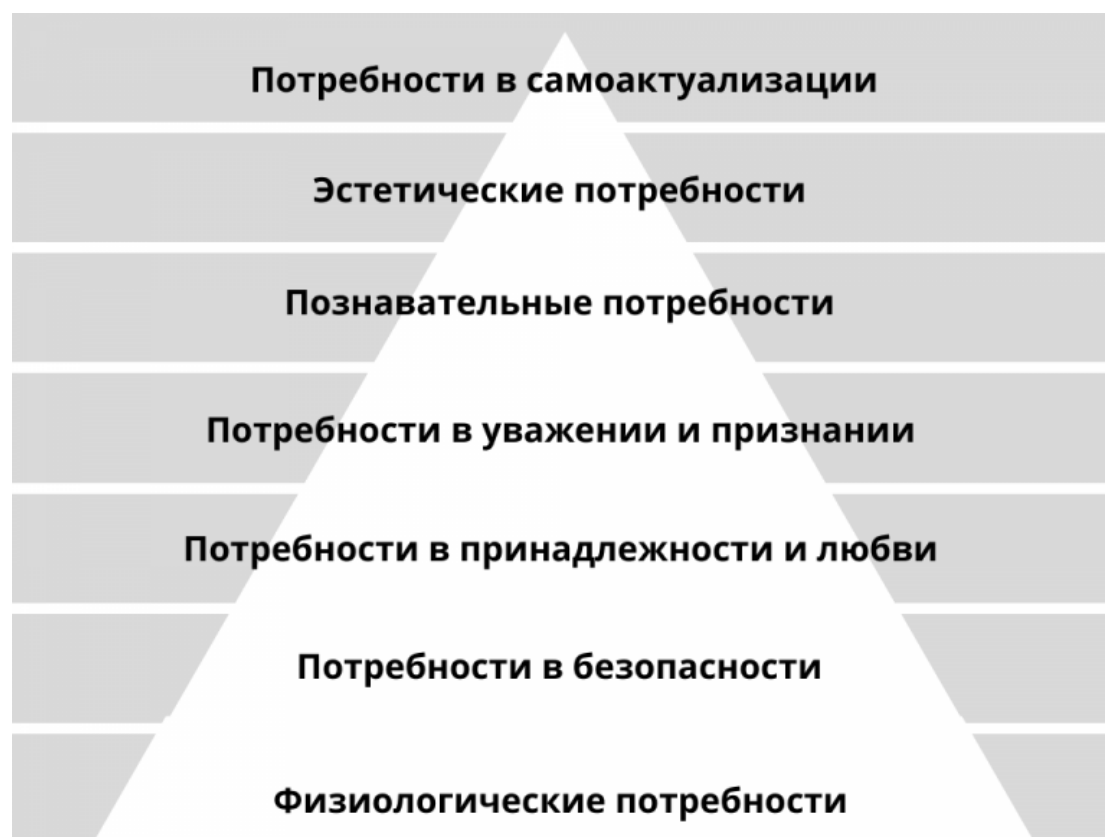 Потребности в самоактуализации
Эстетические потребности
Познавательные потребности
Потребности в уважении и признании
Потребности в принадлежности и любви
Потребности в безопасности
Физиологические потребности